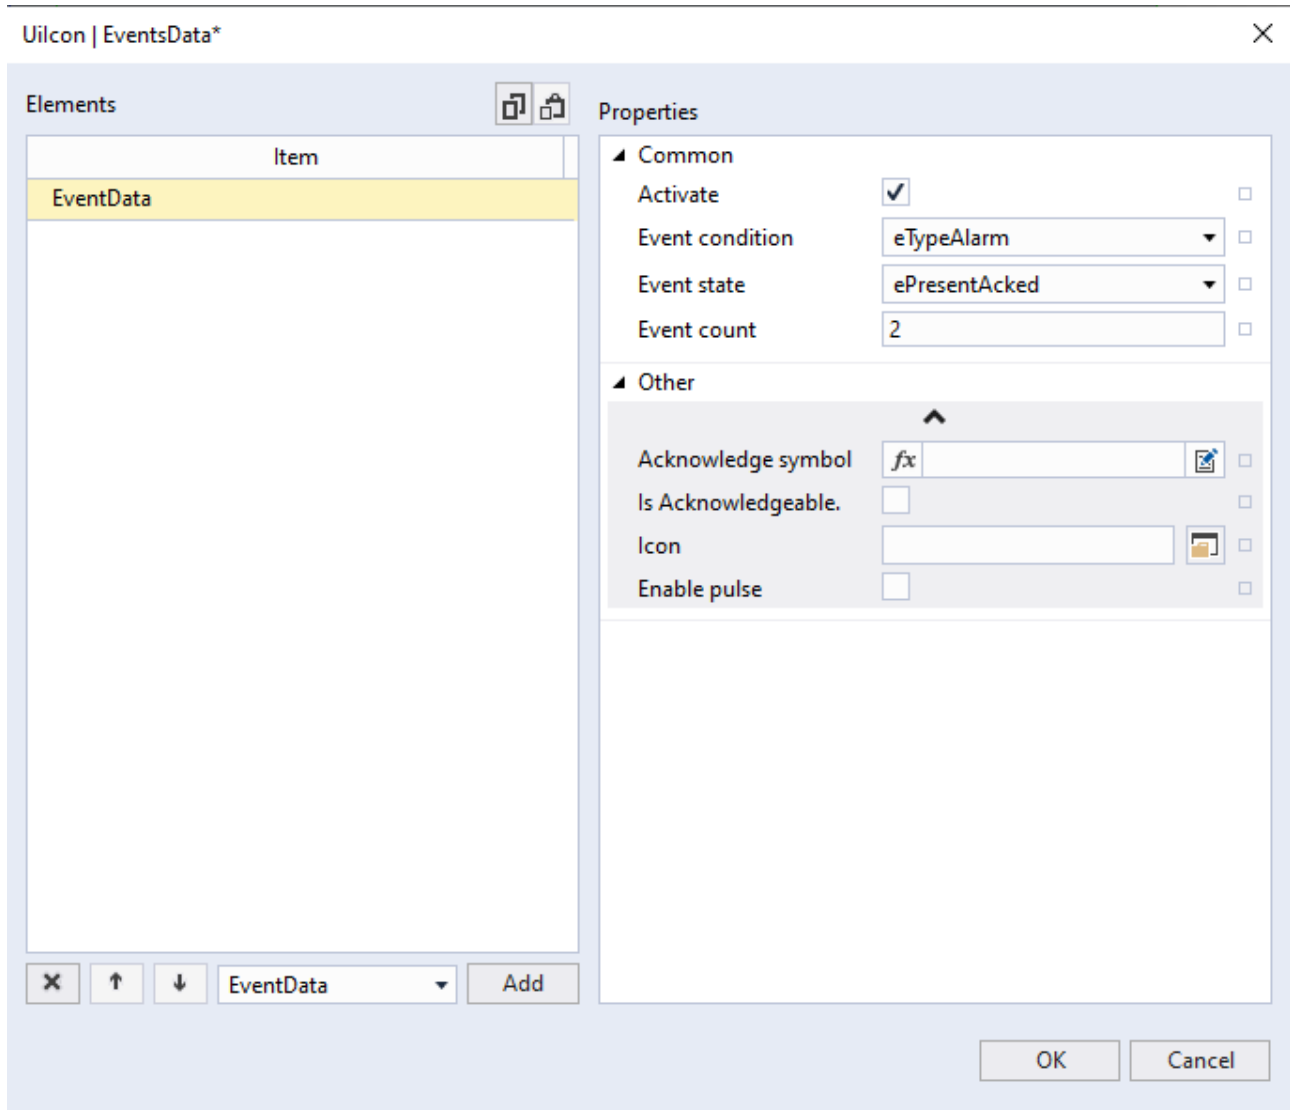 Uilcon | EventsData*
Elements
Item
EventData
EventData
Add
Properties
Common
Activate
Event condition
eTypeAlarm
Event state
ePresentAcked
Event count
2
Other
Acknowledge symbol
fx
Is Acknowledgeable.
Icon
Enable pulse
OK
Cancel